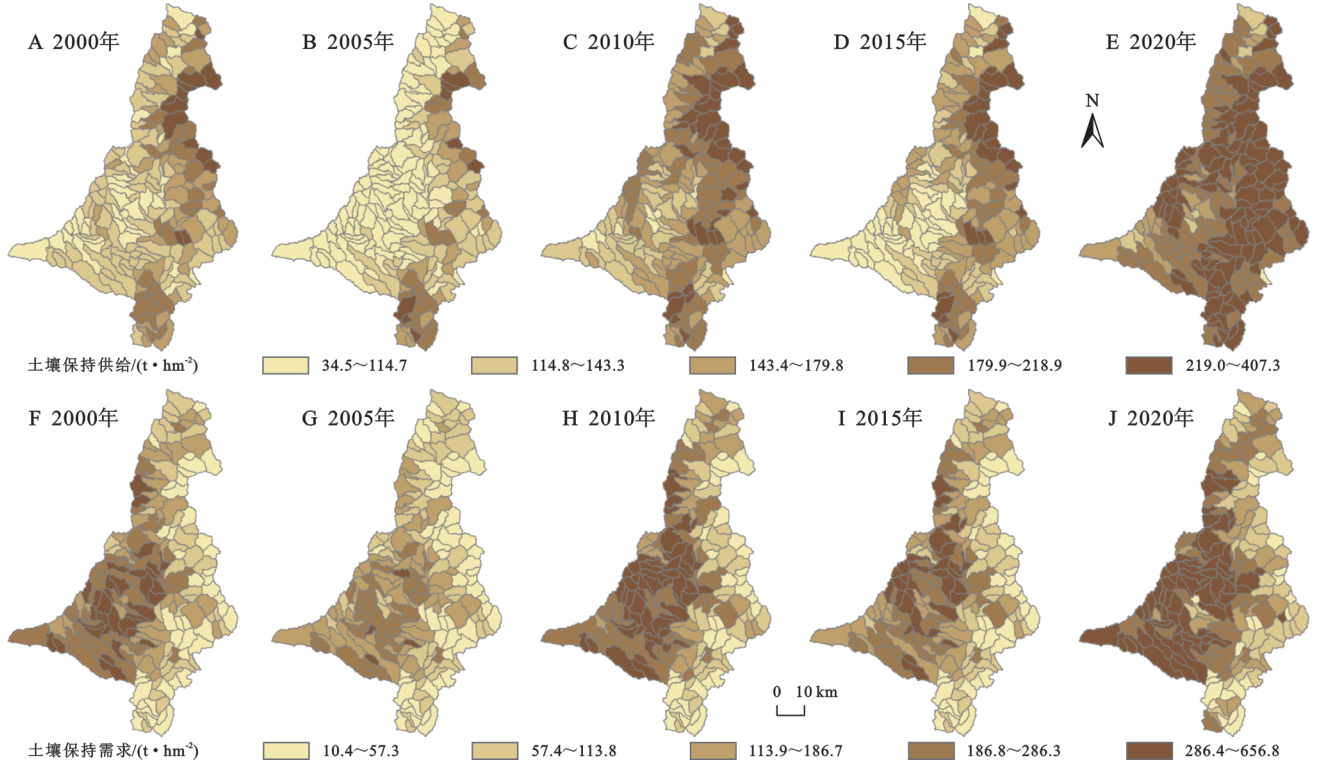 A 2000年 B 2005年 C 2010年 D 2015年 E 2020年
N
土壤保持供给/(t·hm⁻²) 34.5～114.7 114.8～143.3 143.4～179.8 179.9～218.9 219.0～407.3
F 2000年 G 2005年 H 2010年 I 2015年 J 2020年
0 10 km
土壤保持需求/(t·hm⁻²) 10.4～57.3 57.4～113.8 113.9～186.7 186.8～286.3 286.4～656.8